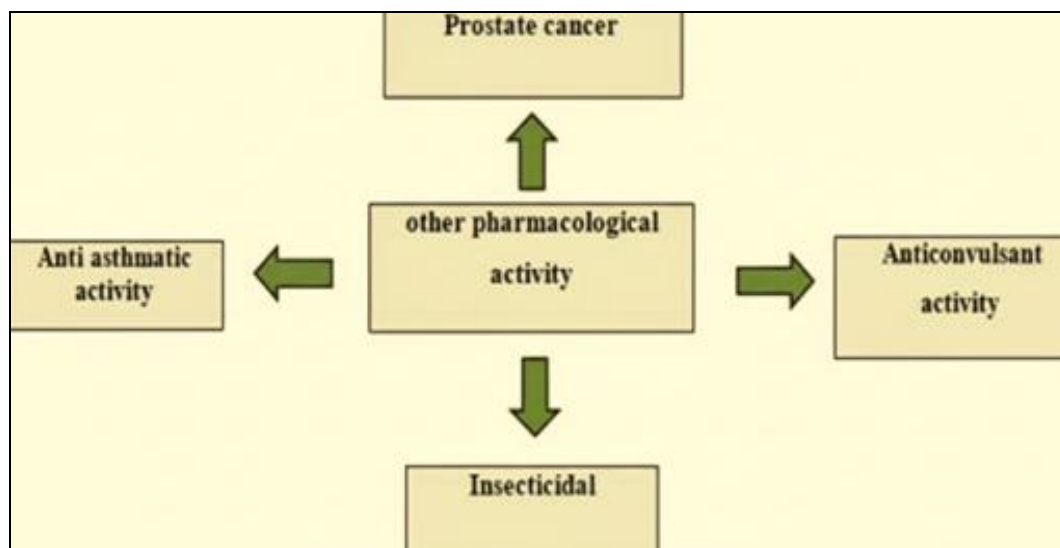 Prostate cancer
other pharmacological
activity
Anti asthmatic
activity
Anticonvulsant
activity
Insecticidal